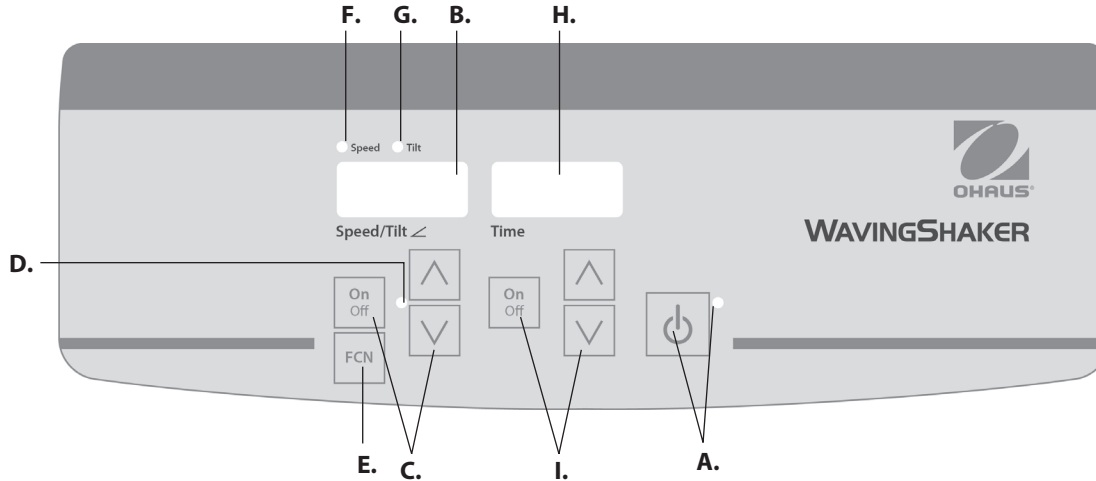 F. G. B. H.
Speed Tilt
OHAUS®
WAVINGSHAKER
Speed/Tilt Time
D.
On
Off
On
Off
FCN
E. C. I. A.